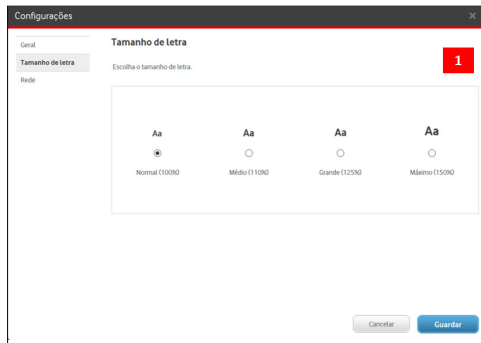 Configurações
Geral
Tamanho de letra
Rede
Tamanho de letra
Escolha o tamanho de letra.
1
Aa Aa Aa Aa
Normal (100%) Médio (110%) Grande (125%) Máximo (150%)
Cancelar Guardar